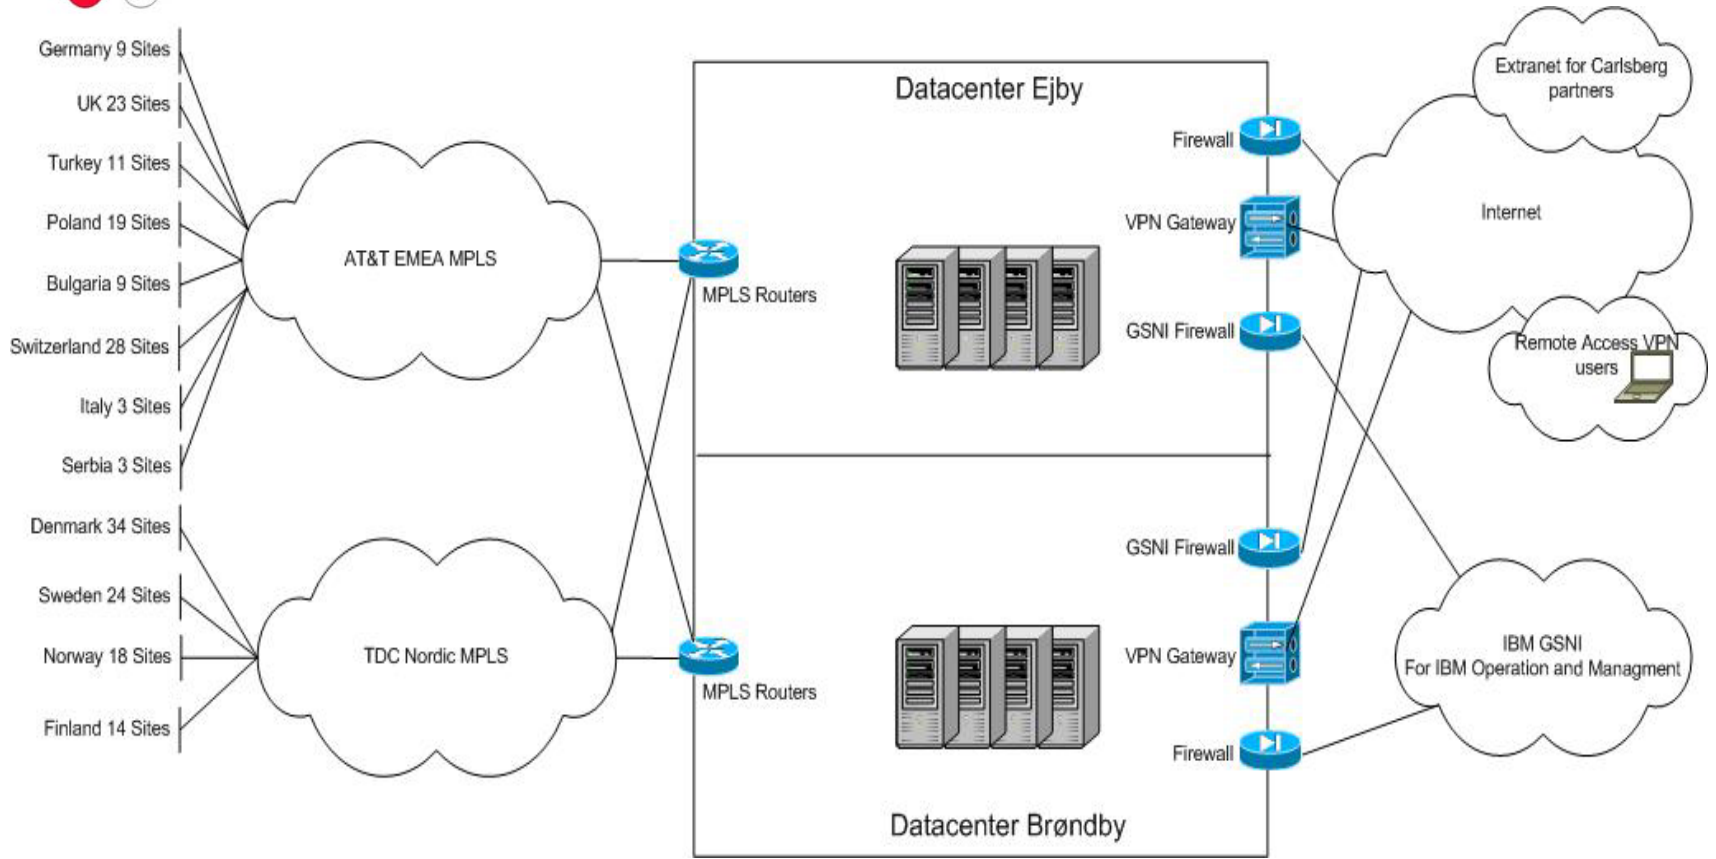 Germany 9 Sites
UK 23 Sites
Turkey 11 Sites
Poland 19 Sites
Bulgaria 9 Sites
Switzerland 28 Sites
Italy 3 Sites
Serbia 3 Sites
Denmark 34 Sites
Sweden 24 Sites
Norway 18 Sites
Finland 14 Sites
AT&T EMEA MPLS
TDC Nordic MPLS
MPLS Routers
MPLS Routers
Datacenter Ejby
Firewall
VPN Gateway
GSNI Firewall
GSNI Firewall
VPN Gateway
Firewall
Datacenter Brøndby
Extranet for Carlsberg
partners
Internet
Remote Access VPN
users
IBM GSNI
For IBM Operation and Managment